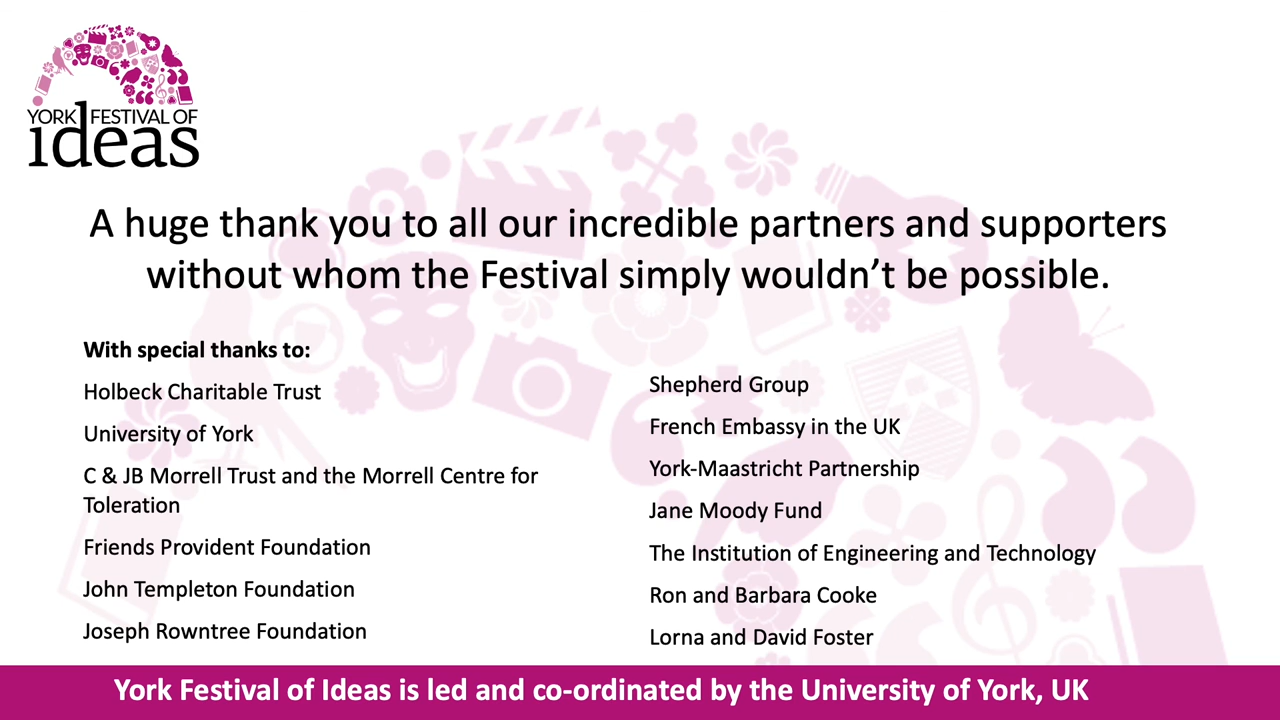 YORK FESTIVAL OF
ideas
A huge thank you to all our incredible partners and supporters
without whom the Festival simply wouldn’t be possible.
With special thanks to:
Holbeck Charitable Trust
University of York
C & JB Morrell Trust and the Morrell Centre for
Toleration
Friends Provident Foundation
John Templeton Foundation
Joseph Rowntree Foundation
Shepherd Group
French Embassy in the UK
York-Maastricht Partnership
Jane Moody Fund
The Institution of Engineering and Technology
Ron and Barbara Cooke
Lorna and David Foster
York Festival of Ideas is led and co-ordinated by the University of York, UK